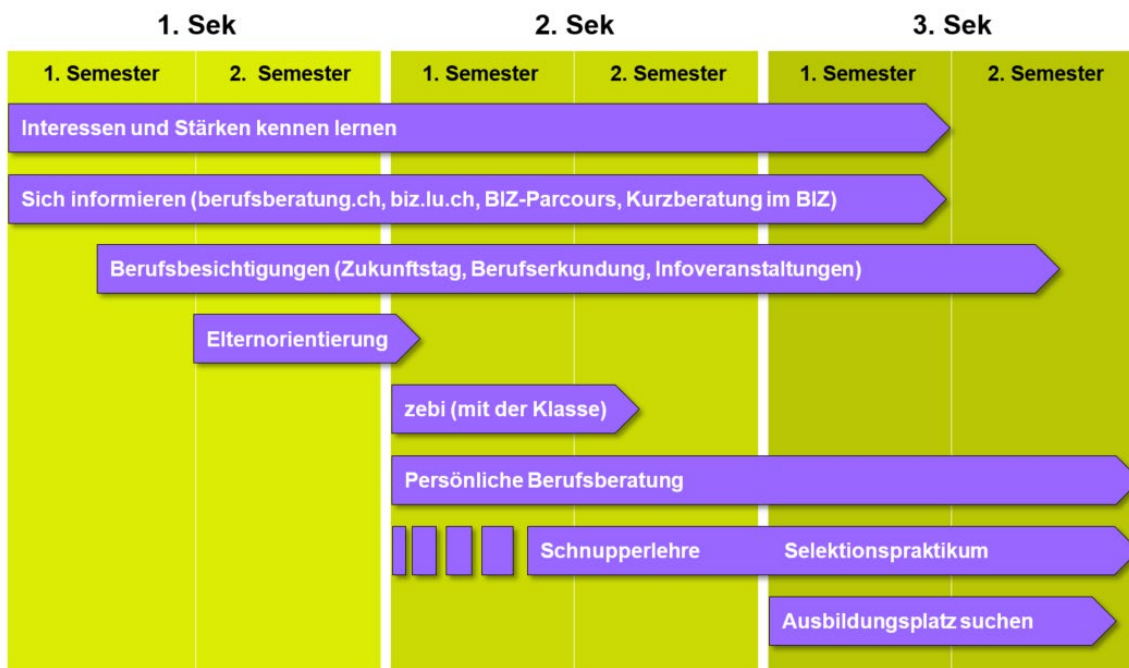 1. Sek 2. Sek 3. Sek
1. Semester 2. Semester 1. Semester 2. Semester 1. Semester 2. Semester
Interessen und Stärken kennen lernen
Sich informieren (berufsberatung.ch, biz.lu.ch, BIZ-Parcours, Kurzberatung im BIZ)
Berufsbesichtigungen (Zukunftstag, Berufserkundung, Infoveranstaltungen)
Elternorientierung
zebi (mit der Klasse)
Persönliche Berufsberatung
Schnupperlehre Selektionspraktikum
Ausbildungsplatz suchen